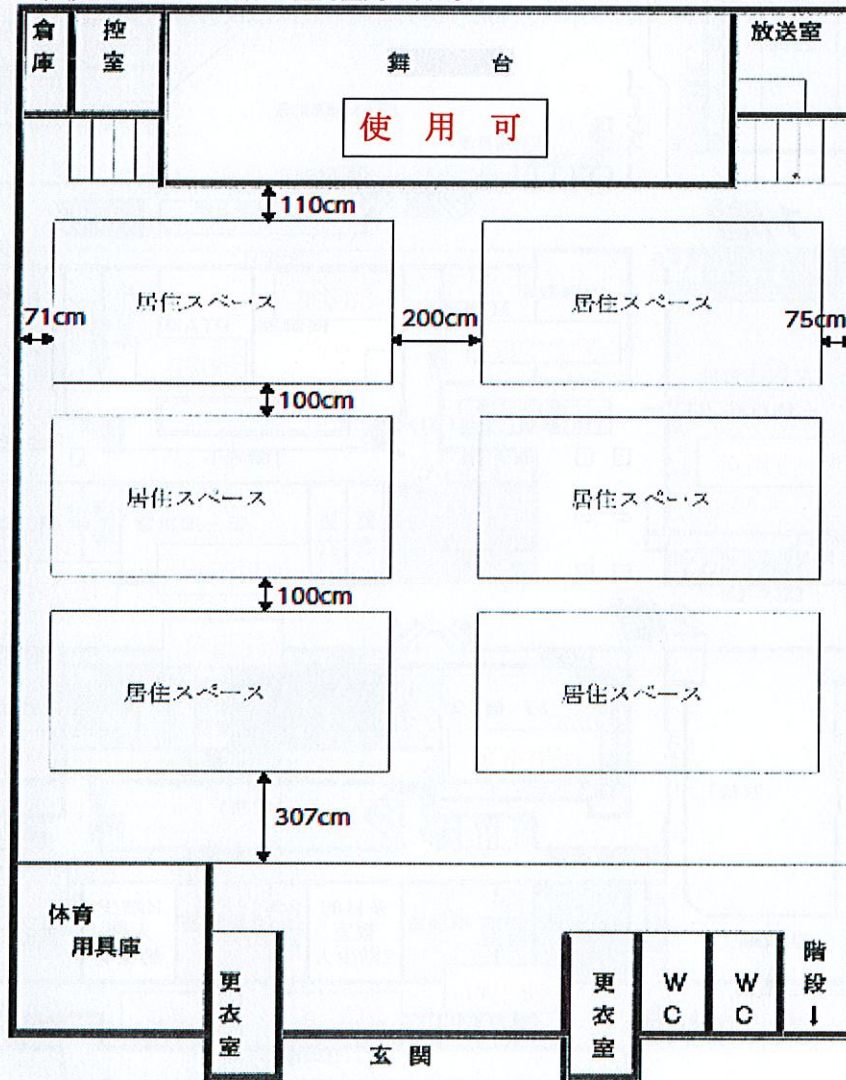 倉庫
控室
舞台
放送室
使用可
110cm
居住スペース
居住スペース
71cm
200cm
75cm
100cm
居住スペース
居住スペース
100cm
居住スペース
居住スペース
307cm
体育
用具庫
更衣室
更衣室
WC
WC
階段↓
玄関